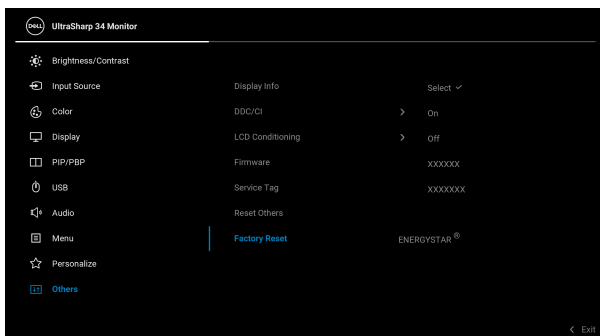 DELL UltraSharp 34 Monitor
Brightness/Contrast
Input Source
Display Info Select ✓
Color
DDC/CI > On
Display
LCD Conditioning > Off
PIP/PBP
Firmware XXXXXX
USB
Service Tag XXXXXXX
Audio
Reset Others
Menu
Factory Reset ENERGYSTAR ®
Personalize
Others
< Exit